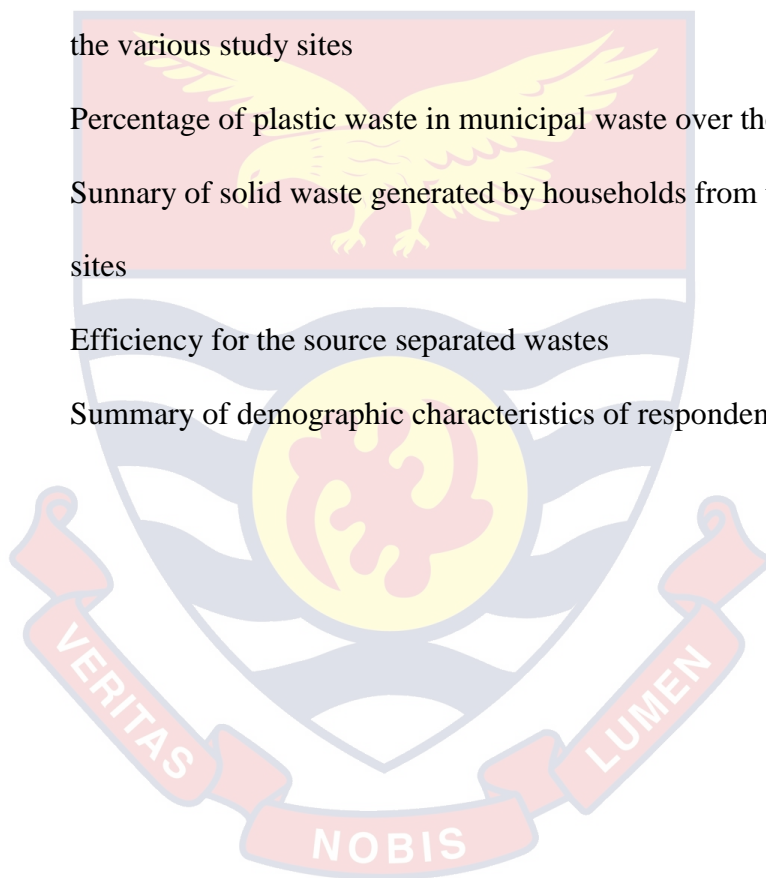 the various study sites
Percentage of plastic waste in municipal waste over the
Sunnary of solid waste generated by households from
sites
Efficiency for the source separated wastes
Summary of demographic characteristics of responden
VERITAS
NOBIS
LUMEN